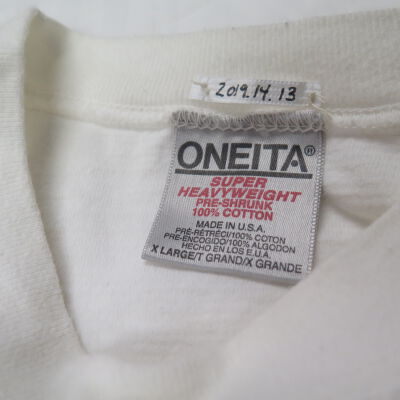 2019.14.13
ONEITA®
SUPER
HEAVYWEIGHT
PRE-SHRUNK
100% COTTON
MADE IN U.S.A.
PRE-RÉTRÉCI/100% COTON
PRE-ENCOGIDO/100% ALGODON
HECHO EN LOS E.U.A.
X LARGE/T GRAND/X GRANDE